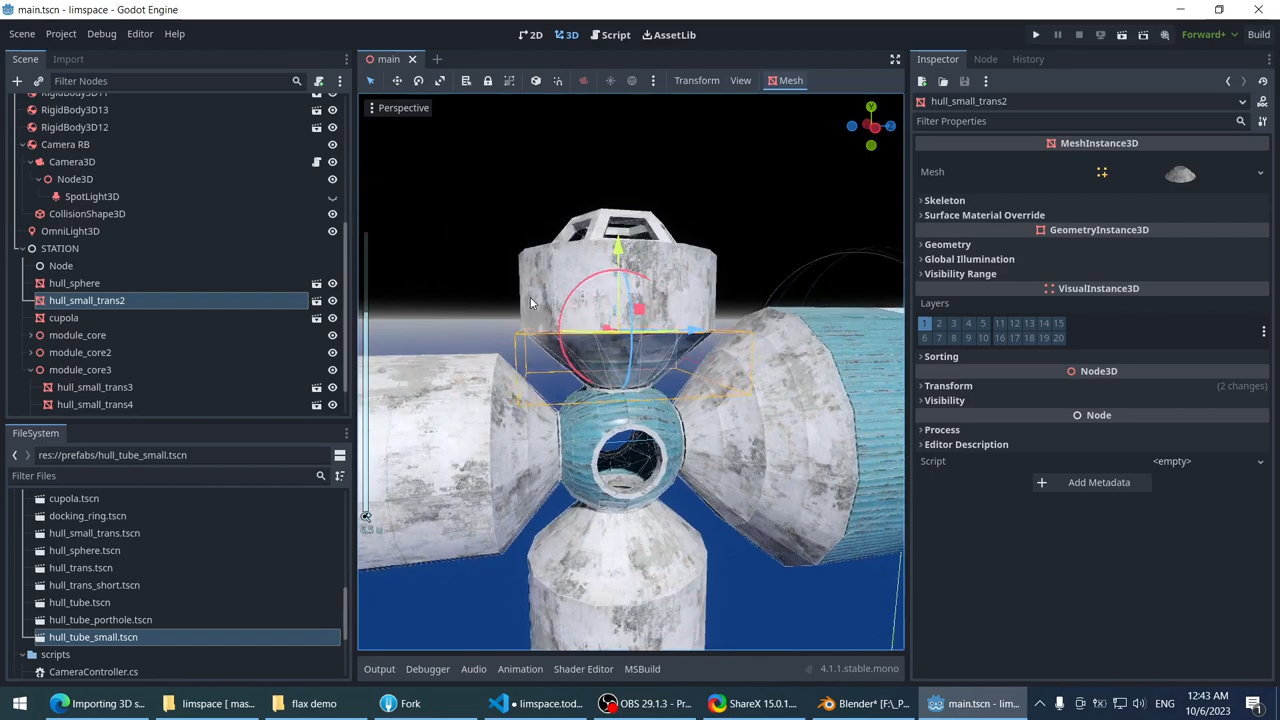 main.tscn - limspace - Godot Engine
Scene Project Debug Editor Help
2D 3D Script AssetLib
Forward+ Build
Scene Import
Filter Nodes
RigidBody3D13
RigidBody3D12
Camera RB
Camera3D
Node3D
SpotLight3D
CollisionShape3D
OmniLight3D
STATION
Node
hull_sphere
hull_small_trans2
cupola
module_core
module_core2
module_core3
hull_small_trans3
hull_small_trans4
FileSystem
res://prefabs/hull_tube_small.tscn
Filter Files
cupola.tscn
docking_ring.tscn
hull_small_trans.tscn
hull_sphere.tscn
hull_trans.tscn
hull_trans_short.tscn
hull_tube.tscn
hull_tube_porthole.tscn
hull_tube_small.tscn
scripts
CameraController.cs
main
Transform View Mesh
Perspective
Y
Z
Output Debugger Audio Animation Shader Editor MSBuild
4.1.1.stable.mono
Inspector Node History
hull_small_trans2
Filter Properties
MeshInstance3D
Mesh
Skeleton
Surface Material Override
GeometryInstance3D
Geometry
Global Illumination
Visibility Range
VisualInstance3D
Layers
1 2 3 4 5 11 12 13 14 15
6 7 8 9 10 16 17 18 19 20
Sorting
Node3D
Transform (2 changes)
Visibility
Node
Process
Editor Description
Script <empty>
Add Metadata
Importing 3D s... limspace [ mas... flax demo Fork limspace.tod... OBS 29.1.3 - Pr... ShareX 15.0.1... Blender* [F:\_P... main.tscn - lim...
ENG
12:43 AM
10/6/2023